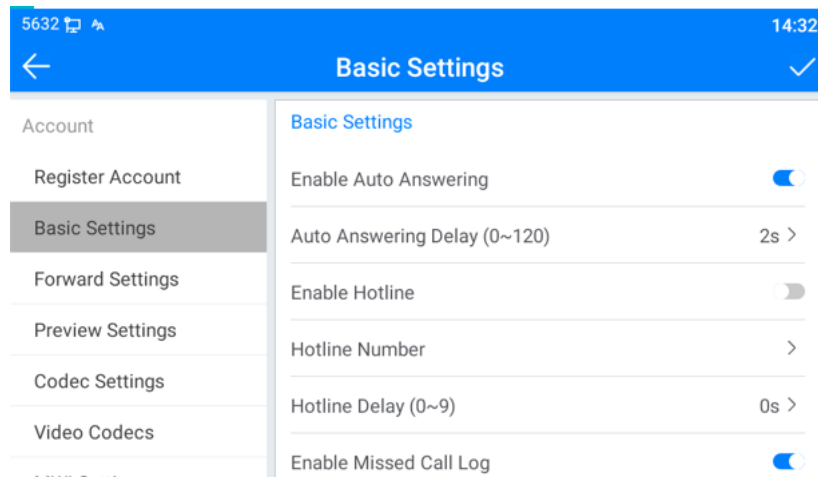 5632
14:32
Basic Settings
Account
Register Account
Basic Settings
Forward Settings
Preview Settings
Codec Settings
Video Codecs
Basic Settings
Enable Auto Answering
Auto Answering Delay (0~120) 2s >
Enable Hotline
Hotline Number >
Hotline Delay (0~9) 0s >
Enable Missed Call Log